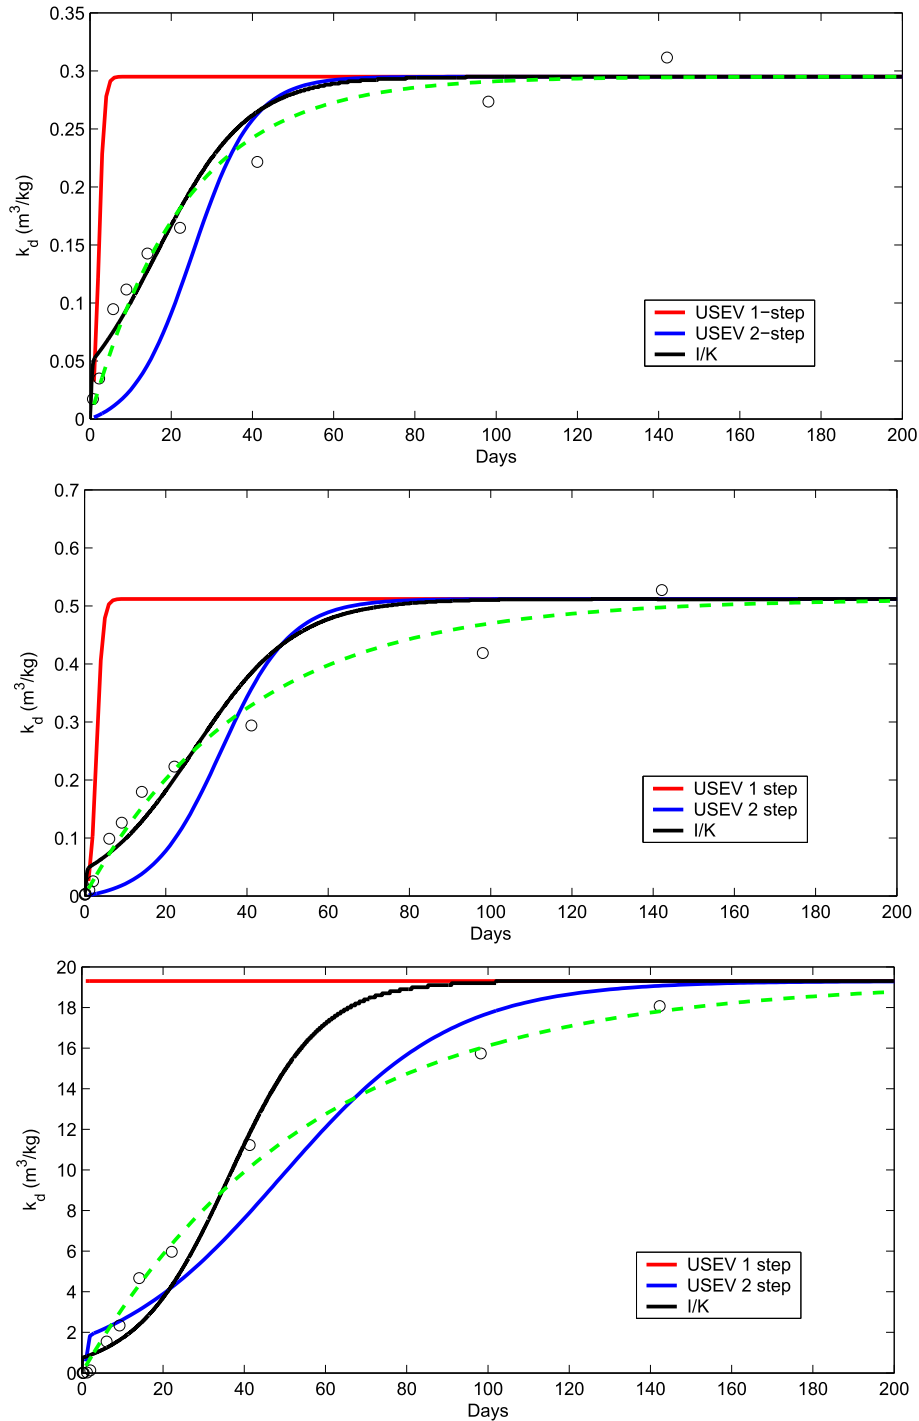 0.35
0.3
0.25
0.2
0.15
0.1
0.05
0
k_d (m^3/kg)
USEV 1−step
USEV 2−step
I/K
0 20 40 60 80 100 120 140 160 180 200
Days
0.7
0.6
0.5
0.4
0.3
0.2
0.1
0
k_d (m^3/kg)
USEV 1 step
USEV 2 step
I/K
0 20 40 60 80 100 120 140 160 180 200
Days
20
18
16
14
12
10
8
6
4
2
0
k_d (m^3/kg)
USEV 1 step
USEV 2 step
I/K
0 20 40 60 80 100 120 140 160 180 200
Days